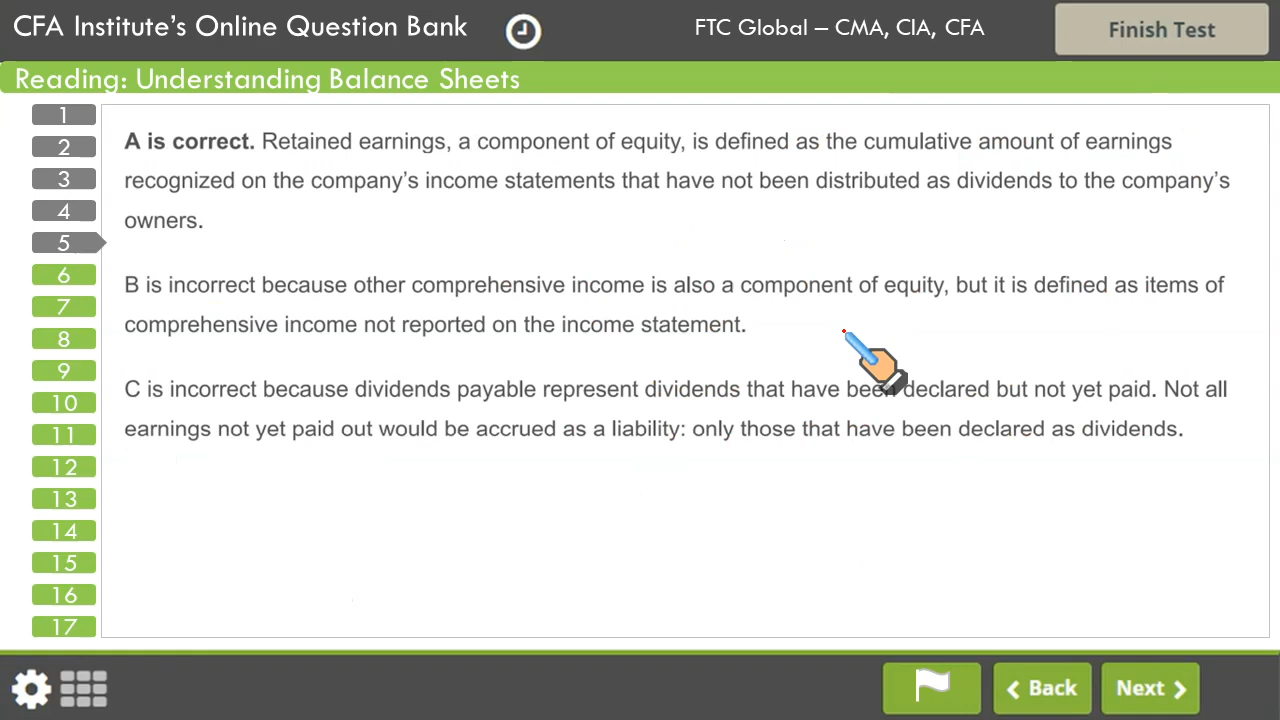 CFA Institute’s Online Question Bank
FTC Global – CMA, CIA, CFA
Finish Test
Reading: Understanding Balance Sheets
1
2
3
4
5
6
7
8
9
10
11
12
13
14
15
16
17
A is correct. Retained earnings, a component of equity, is defined as the cumulative amount of earnings
recognized on the company’s income statements that have not been distributed as dividends to the company’s
owners.
B is incorrect because other comprehensive income is also a component of equity, but it is defined as items of
comprehensive income not reported on the income statement.
C is incorrect because dividends payable represent dividends that have been declared but not yet paid. Not all
earnings not yet paid out would be accrued as a liability: only those that have been declared as dividends.
Back
Next